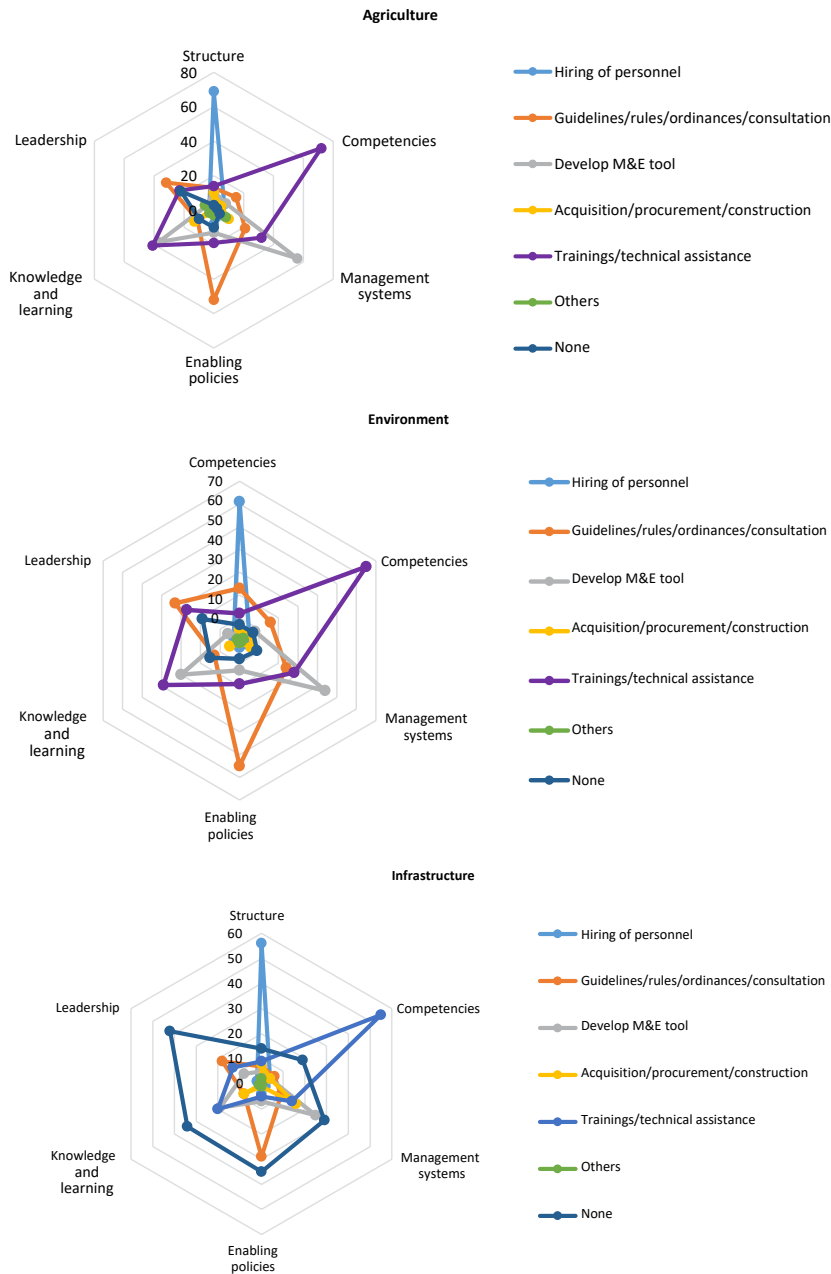 Agriculture
Structure
80
60
40
20
0
Leadership
Competencies
Knowledge
and
learning
Management
systems
Enabling
policies
Hiring of personnel
Guidelines/rules/ordinances/consultation
Develop M&E tool
Acquisition/procurement/construction
Trainings/technical assistance
Others
None
Environment
Competencies
70
60
50
40
30
20
10
0
Leadership
Competencies
Knowledge
and
learning
Management
systems
Enabling
policies
Hiring of personnel
Guidelines/rules/ordinances/consultation
Develop M&E tool
Acquisition/procurement/construction
Trainings/technical assistance
Others
None
Infrastructure
Structure
60
50
40
30
20
10
0
Leadership
Competencies
Knowledge
and
learning
Management
systems
Enabling
policies
Hiring of personnel
Guidelines/rules/ordinances/consultation
Develop M&E tool
Acquisition/procurement/construction
Trainings/technical assistance
Others
None